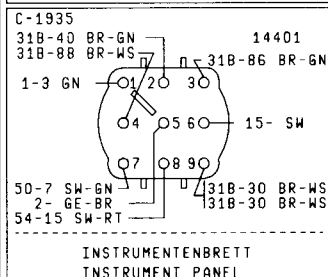 C-1935
31B-40 BR-GN 14401
31B-88 BR-WS 31B-86 BR-GN
1-3 GN 1 2 3
4 5 6 15- SW
7 8 9
50-7 SW-GN 31B-30 BR-WS
2- GE-BR 31B-30 BR-WS
54-15 SW-RT
INSTRUMENTENBRETT
INSTRUMENT PANEL